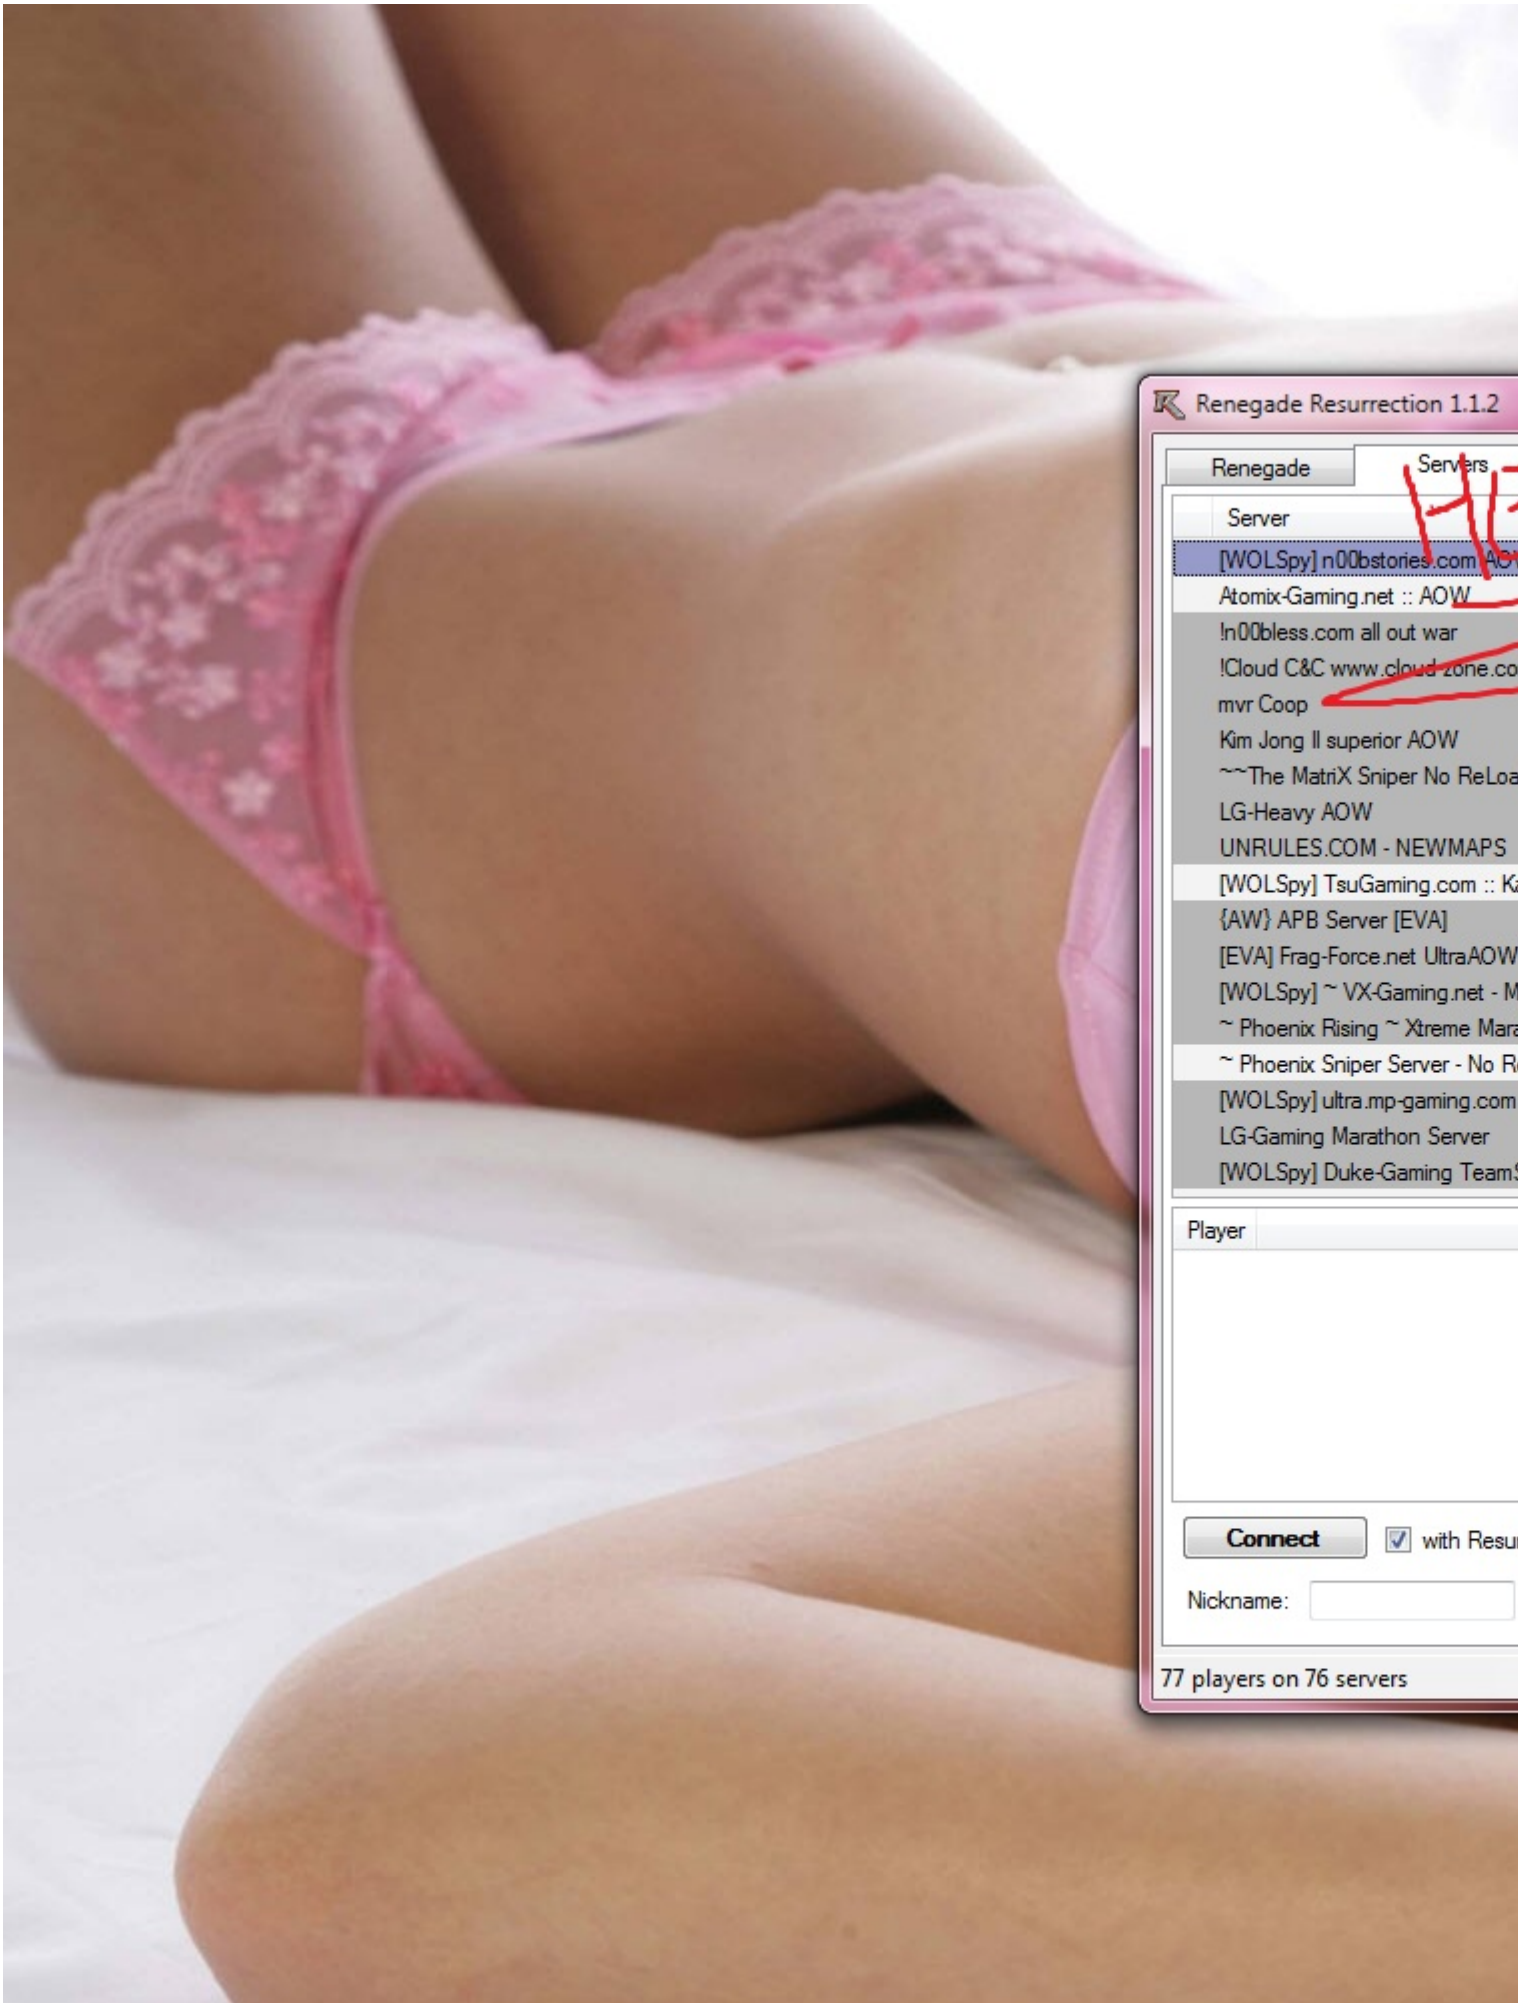 Renegade Resurrection 1.1.2
Renegade
Servers
Server
[WOLSpy] n00bstories.com
Atomix-Gaming.net :: AOW
!n00bless.com all out war
!Cloud C&C www.cloud-zone.co
mvr Coop
Kim Jong Il superior AOW
~~The MatriX Sniper No ReLoa
LG-Heavy AOW
UNRULES.COM - NEWMAPS
[WOLSpy] TsuGaming.com :: Ka
{AW} APB Server [EVA]
[EVA] Frag-Force.net UltraAOW
[WOLSpy] ~ VX-Gaming.net - M
~ Phoenix Rising ~ Xtreme Mara
~ Phoenix Sniper Server - No R
[WOLSpy] ultra.mp-gaming.com
LG-Gaming Marathon Server
[WOLSpy] Duke-Gaming Team
Player
Connect
with Resur
Nickname:
77 players on 76 servers